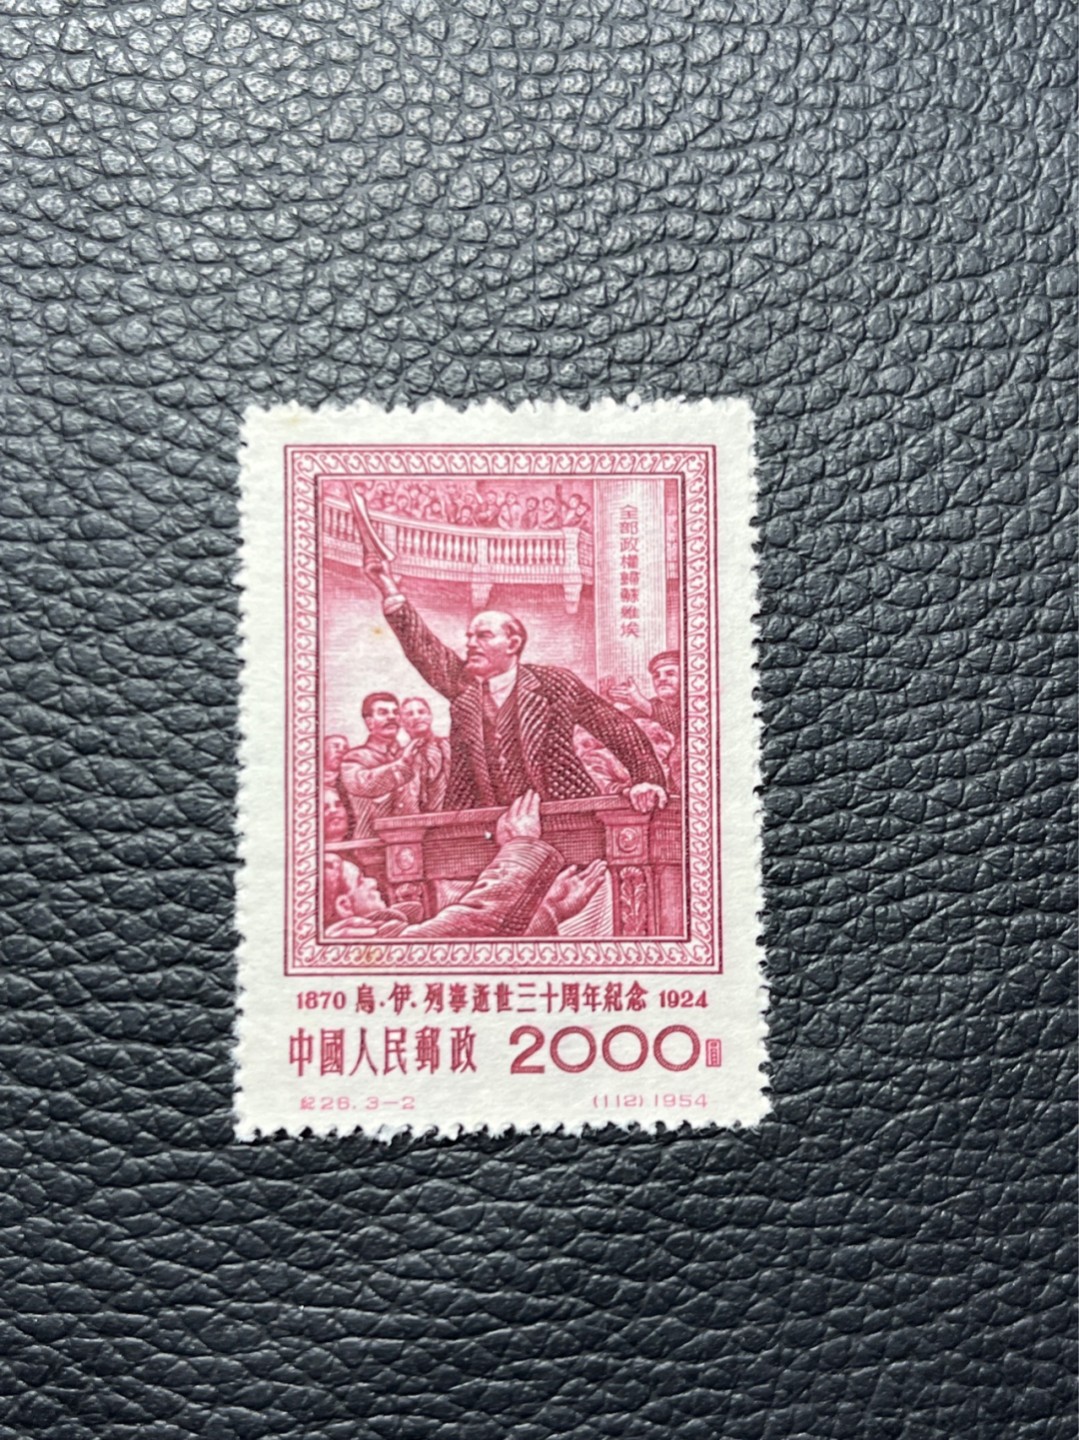 全部政權歸蘇維埃
1870 烏·伊·列寧逝世三十周年紀念 1924
中國人民郵政 2000圓
紀26.3-2 (112) 1954